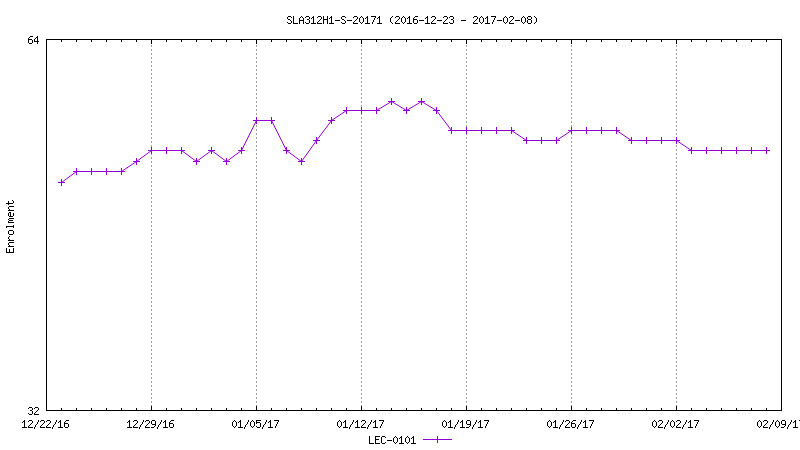 SLA312H1-S-20171 (2016-12-23 - 2017-02-08)
64
Enrolment
32
12/22/16 12/29/16 01/05/17 01/12/17 01/19/17 01/26/17 02/02/17 02/09/1
LEC-0101